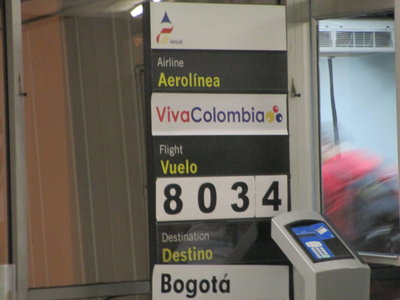 Airline
Aerolínea
VivaColombia
Flight
Vuelo
8034
Destination
Destino
Bogotá